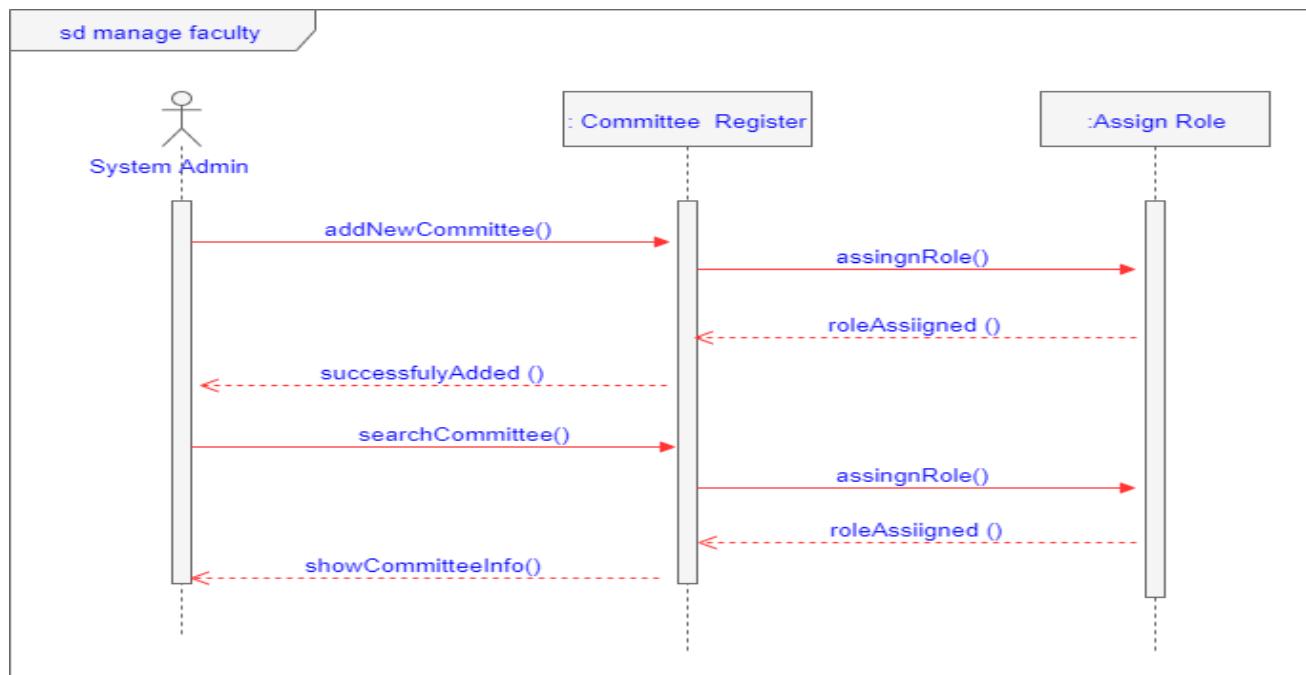 sd manage faculty
System Admin
: Committee Register
:Assign Role
addNewCommittee()
assingnRole()
roleAssiigned ()
successfulyAdded ()
searchCommittee()
assingnRole()
roleAssiigned ()
showCommitteeInfo()